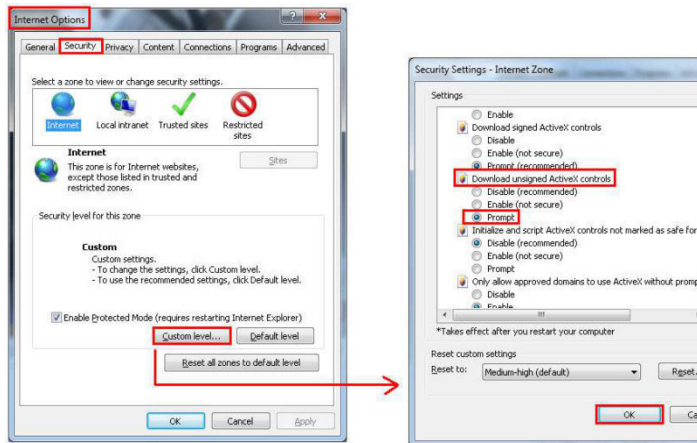 Internet Options
General Security Privacy Content Connections Programs Advanced
Select a zone to view or change security settings.
Internet Local intranet Trusted sites Restricted
sites
Internet
This zone is for Internet websites,
except those listed in trusted and
restricted zones.
Sites
Security level for this zone
Custom
Custom settings.
- To change the settings, click Custom level.
- To use the recommended settings, click Default level.
Enable Protected Mode (requires restarting Internet Explorer)
Custom level... Default level
Reset all zones to default level
OK Cancel Apply
Security Settings - Internet Zone
Settings
Enable
Download signed ActiveX controls
Disable
Enable (not secure)
Prompt (recommended)
Download unsigned ActiveX controls
Disable (recommended)
Enable (not secure)
Prompt
Initialize and script ActiveX controls not marked as safe for
Disable (recommended)
Enable (not secure)
Prompt
Only allow approved domains to use ActiveX without promp
Disable
Enable
*Takes effect after you restart your computer
Reset custom settings
Reset to: Medium-high (default) Reset.
OK Ca